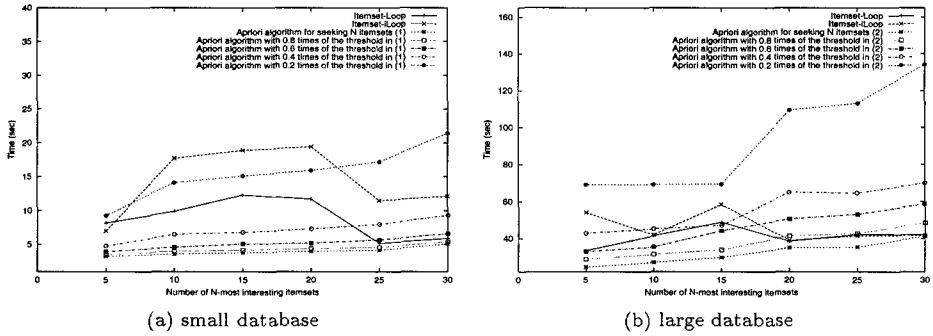 40
35
30
25
20
15
10
5
Time (sec)
0
5
10
15
20
25
30
Number of N-most interesting itemsets
Itemset-Loop
Itemset-iLoop
Apriori algorithm for seeking N itemsets (1)
Apriori algorithm with 0.8 times of the threshold in (1)
Apriori algorithm with 0.6 times of the threshold in (1)
Apriori algorithm with 0.4 times of the threshold in (1)
Apriori algorithm with 0.2 times of the threshold in (1)
(a) small database
160
140
120
100
80
60
40
Time (sec)
0
5
10
15
20
25
30
Number of N-most interesting itemsets
Itemset-Loop
Itemset-iLoop
Apriori algorithm for seeking N itemsets (2)
Apriori algorithm with 0.8 times of the threshold in (2)
Apriori algorithm with 0.6 times of the threshold in (2)
Apriori algorithm with 0.4 times of the threshold in (2)
Apriori algorithm with 0.2 times of the threshold in (2)
(b) large database